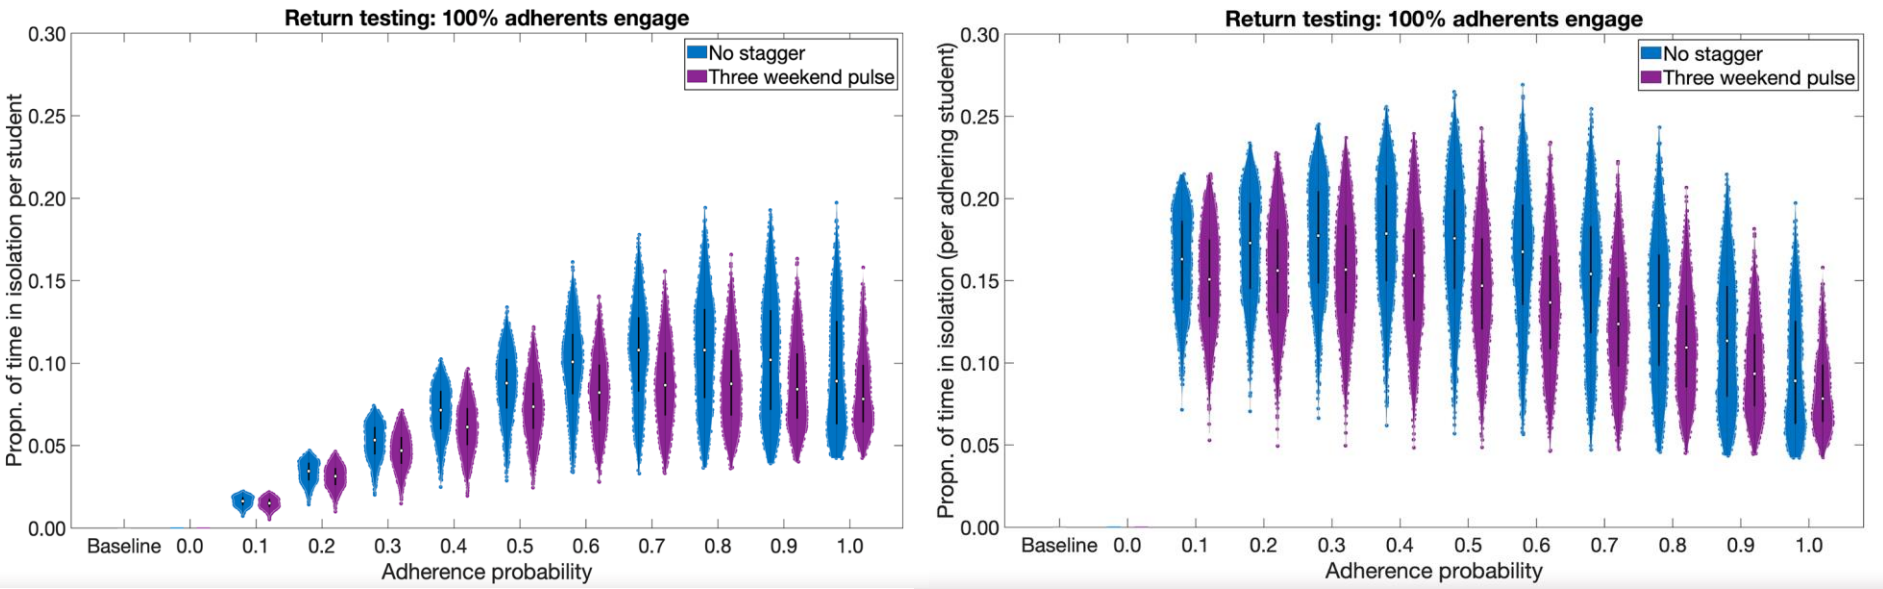 Return testing: 100% adherents engage
Propn. of time in isolation per student
0.30
0.25
0.20
0.15
0.10
0.05
0.00
No stagger
Three weekend pulse
Baseline 0.0 0.1 0.2 0.3 0.4 0.5 0.6 0.7 0.8 0.9 1.0
Adherence probability
Return testing: 100% adherents engage
Propn. of time in isolation (per adhering student)
0.30
0.25
0.20
0.15
0.10
0.05
0.00
No stagger
Three weekend pulse
Baseline 0.0 0.1 0.2 0.3 0.4 0.5 0.6 0.7 0.8 0.9 1.0
Adherence probability